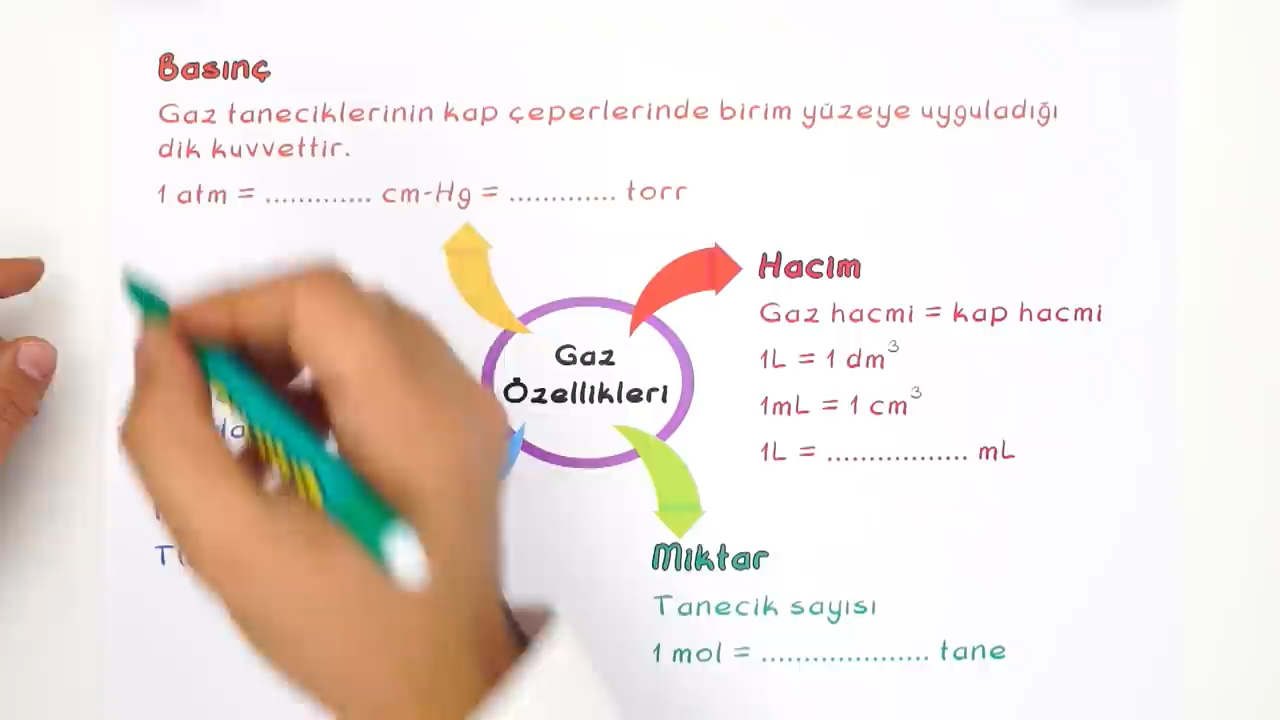 Basınç
Gaz taneciklerinin kap çeperlerinde birim yüzeye uyguladığı
dik kuvvettir.
1 atm = ............. cm-Hg = ............. torr
Hacim
Gaz hacmi = kap hacmi
1L = 1 dm³
1mL = 1 cm³
1L = ................. mL
Gaz
Özellikleri
Miktar
Tanecik sayısı
1 mol = .................... tane